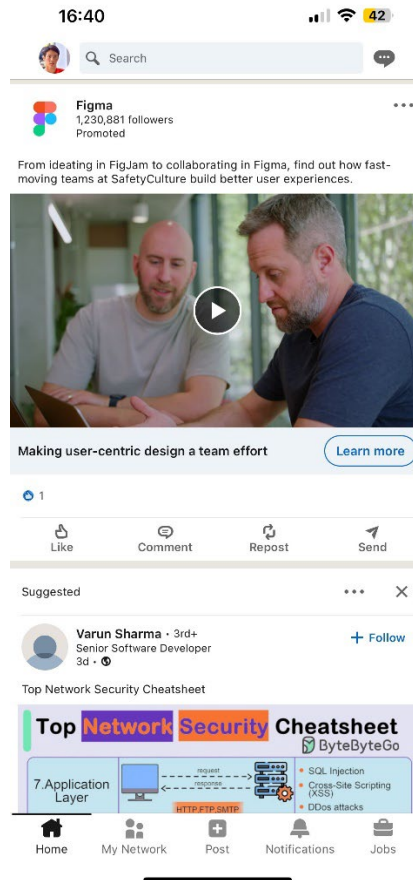 16:40
42
Search
Figma
1,230,881 followers
Promoted
From ideating in FigJam to collaborating in Figma, find out how fast-
moving teams at SafetyCulture build better user experiences.
Making user-centric design a team effort
Learn more
1
Like
Comment
Repost
Send
Suggested
Varun Sharma • 3rd+
Senior Software Developer
3d •
+ Follow
Top Network Security Cheatsheet
Top Network Security Cheatsheet
ByteByteGo
7.Application
Layer
request
response
HTTP,FTP,SMTP
• SQL Injection
• Cross-Site Scripting
(XSS)
• DDos attacks
Home
My Network
Post
Notifications
Jobs